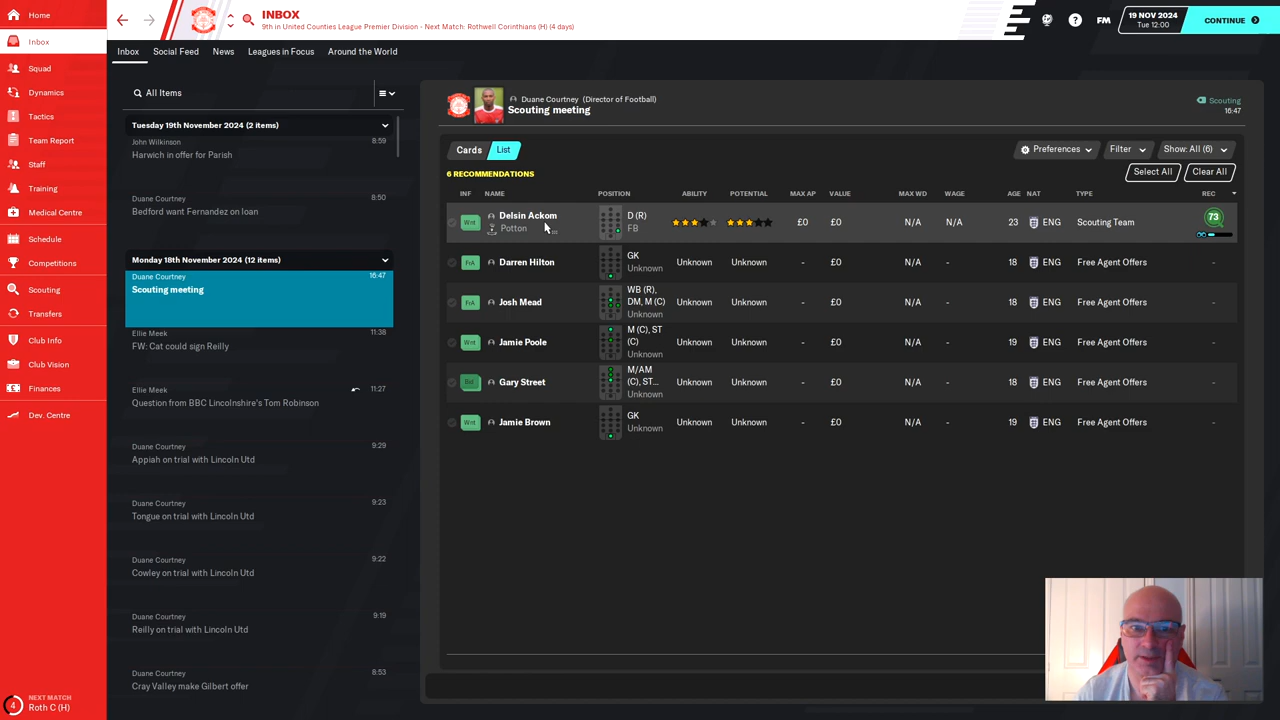 Home
Inbox
Squad
Dynamics
Tactics
Team Report
Staff
Training
Medical Centre
Schedule
Competitions
Scouting
Transfers
Club Info
Club Vision
Finances
Dev. Centre
NEXT MATCH
4
Roth C (H)
INBOX
9th in United Counties League Premier Division - Next Match: Rothwell Corinthians (H) (4 days)
FM
19 NOV 2024
Tue 12:00
CONTINUE
Inbox Social Feed News Leagues in Focus Around the World
All Items
Tuesday 19th November 2024 (2 items)
John Wilkinson 8:59
Harwich in offer for Parish
Duane Courtney 8:50
Bedford want Fernandez on loan
Monday 18th November 2024 (12 items)
Duane Courtney 16:47
Scouting meeting
Ellie Meek 11:38
FW: Cat could sign Reilly
Ellie Meek 11:27
Question from BBC Lincolnshire's Tom Robinson
Duane Courtney 9:29
Appiah on trial with Lincoln Utd
Duane Courtney 9:23
Tongue on trial with Lincoln Utd
Duane Courtney 9:22
Cowley on trial with Lincoln Utd
Duane Courtney 9:19
Reilly on trial with Lincoln Utd
Duane Courtney 8:53
Cray Valley make Gilbert offer
Duane Courtney (Director of Football)
Scouting meeting
Scouting
16:47
Cards List
Preferences Filter Show: All (6)
6 RECOMMENDATIONS
Select All Clear All
INF NAME POSITION ABILITY POTENTIAL MAX AP VALUE MAX WD WAGE AGE NAT TYPE REC
Wnt Delsin Ackom D (R) £0 £0 N/A N/A 23 ENG Scouting Team 73
Potton FB
FrA Darren Hilton GK Unknown Unknown - £0 N/A - 18 ENG Free Agent Offers -
Unknown
FrA Josh Mead WB (R), DM, M (C) Unknown Unknown - £0 N/A - 18 ENG Free Agent Offers -
Unknown
Wnt Jamie Poole M (C), ST (C) Unknown Unknown - £0 N/A - 19 ENG Free Agent Offers -
Unknown
Bid Gary Street M/AM (C), ST... Unknown Unknown - £0 N/A - 18 ENG Free Agent Offers -
Unknown
Wnt Jamie Brown GK Unknown Unknown - £0 N/A - 19 ENG Free Agent Offers -
Unknown